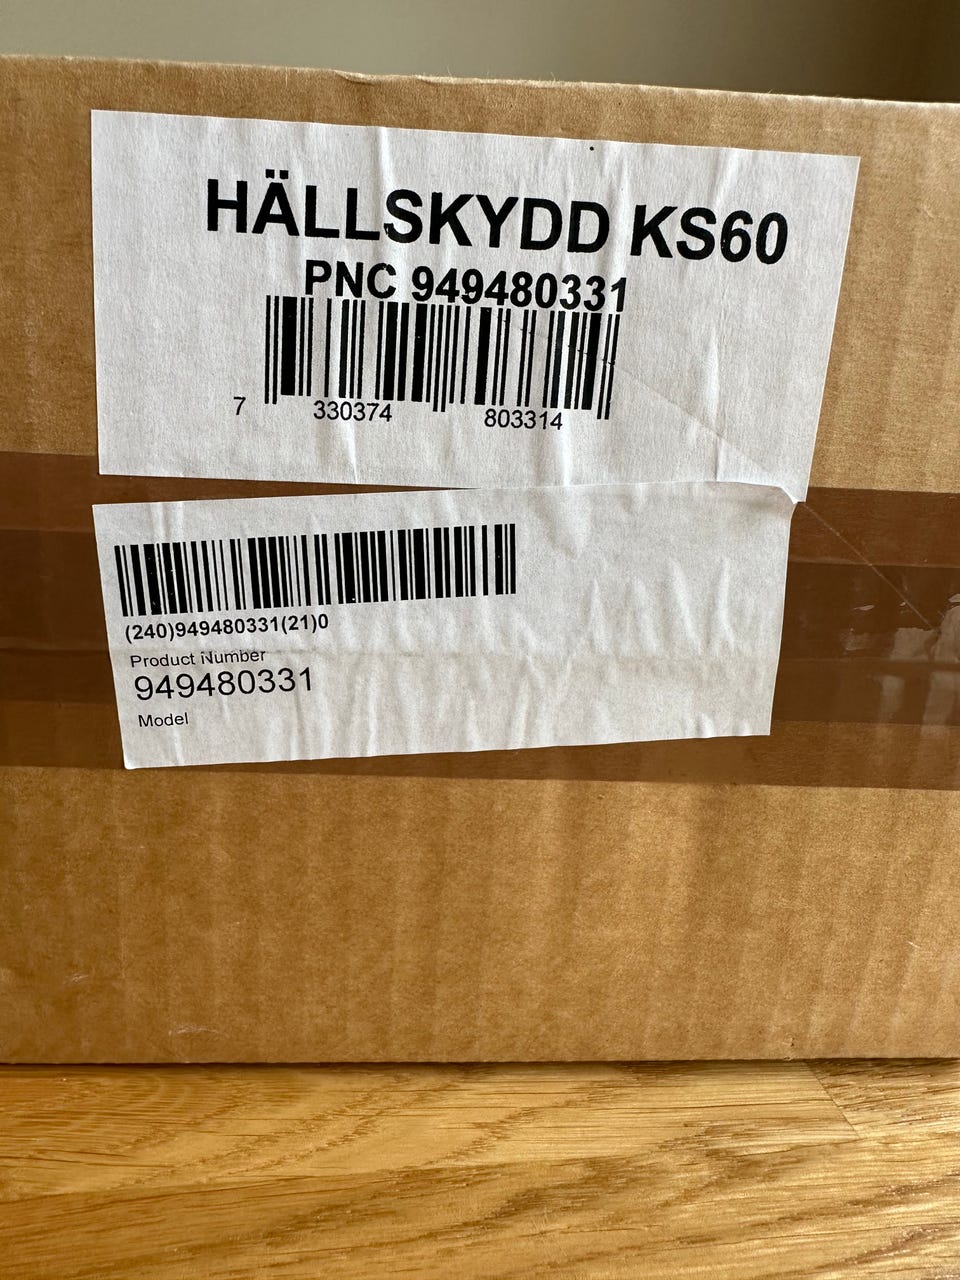 HÄLLSKYDD KS60
PNC 949480331
7 330374 803314
(240)949480331(21)0
Product Number
949480331
Model